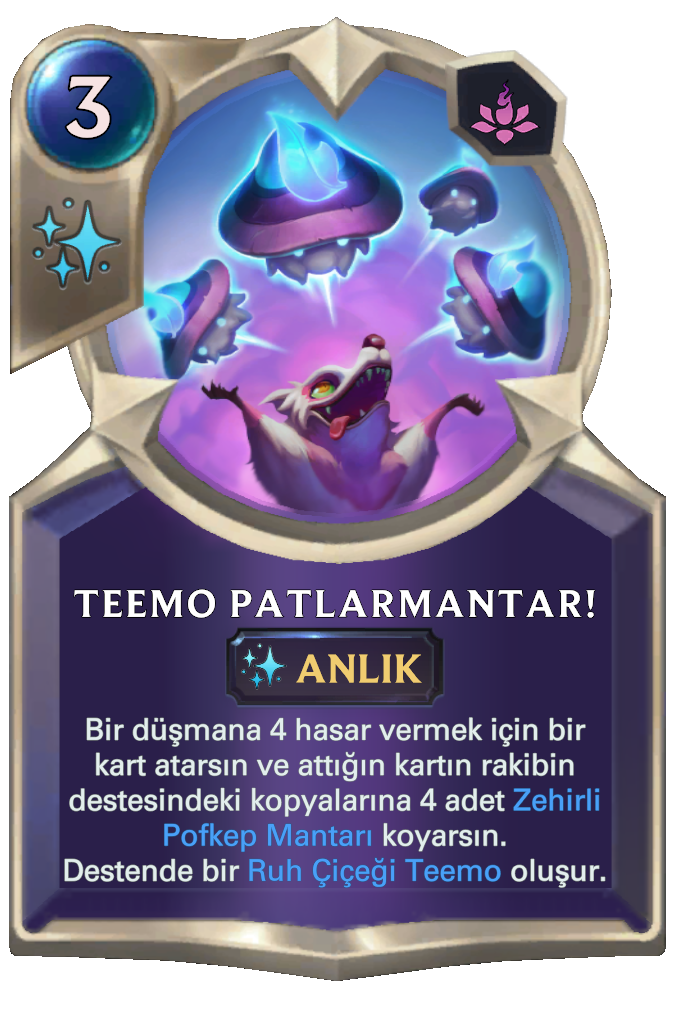 3
TEEMO PATLARMANTAR!
ANLIK
Bir düşmana 4 hasar vermek için bir
kart atarsın ve attığın kartın rakibin
destesindeki kopyalarına 4 adet Zehirli
Pofkep Mantarı koyarsın.
Destende bir Ruh Çiçeği Teemo oluşur.